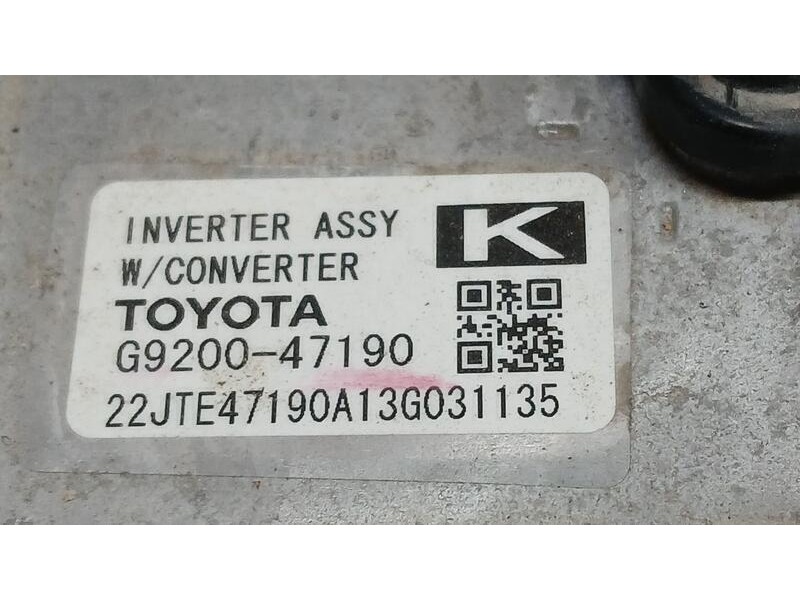 INVERTER ASSY
K
W/CONVERTER
TOYOTA
G9200-47190
22JTE47190A13G031135